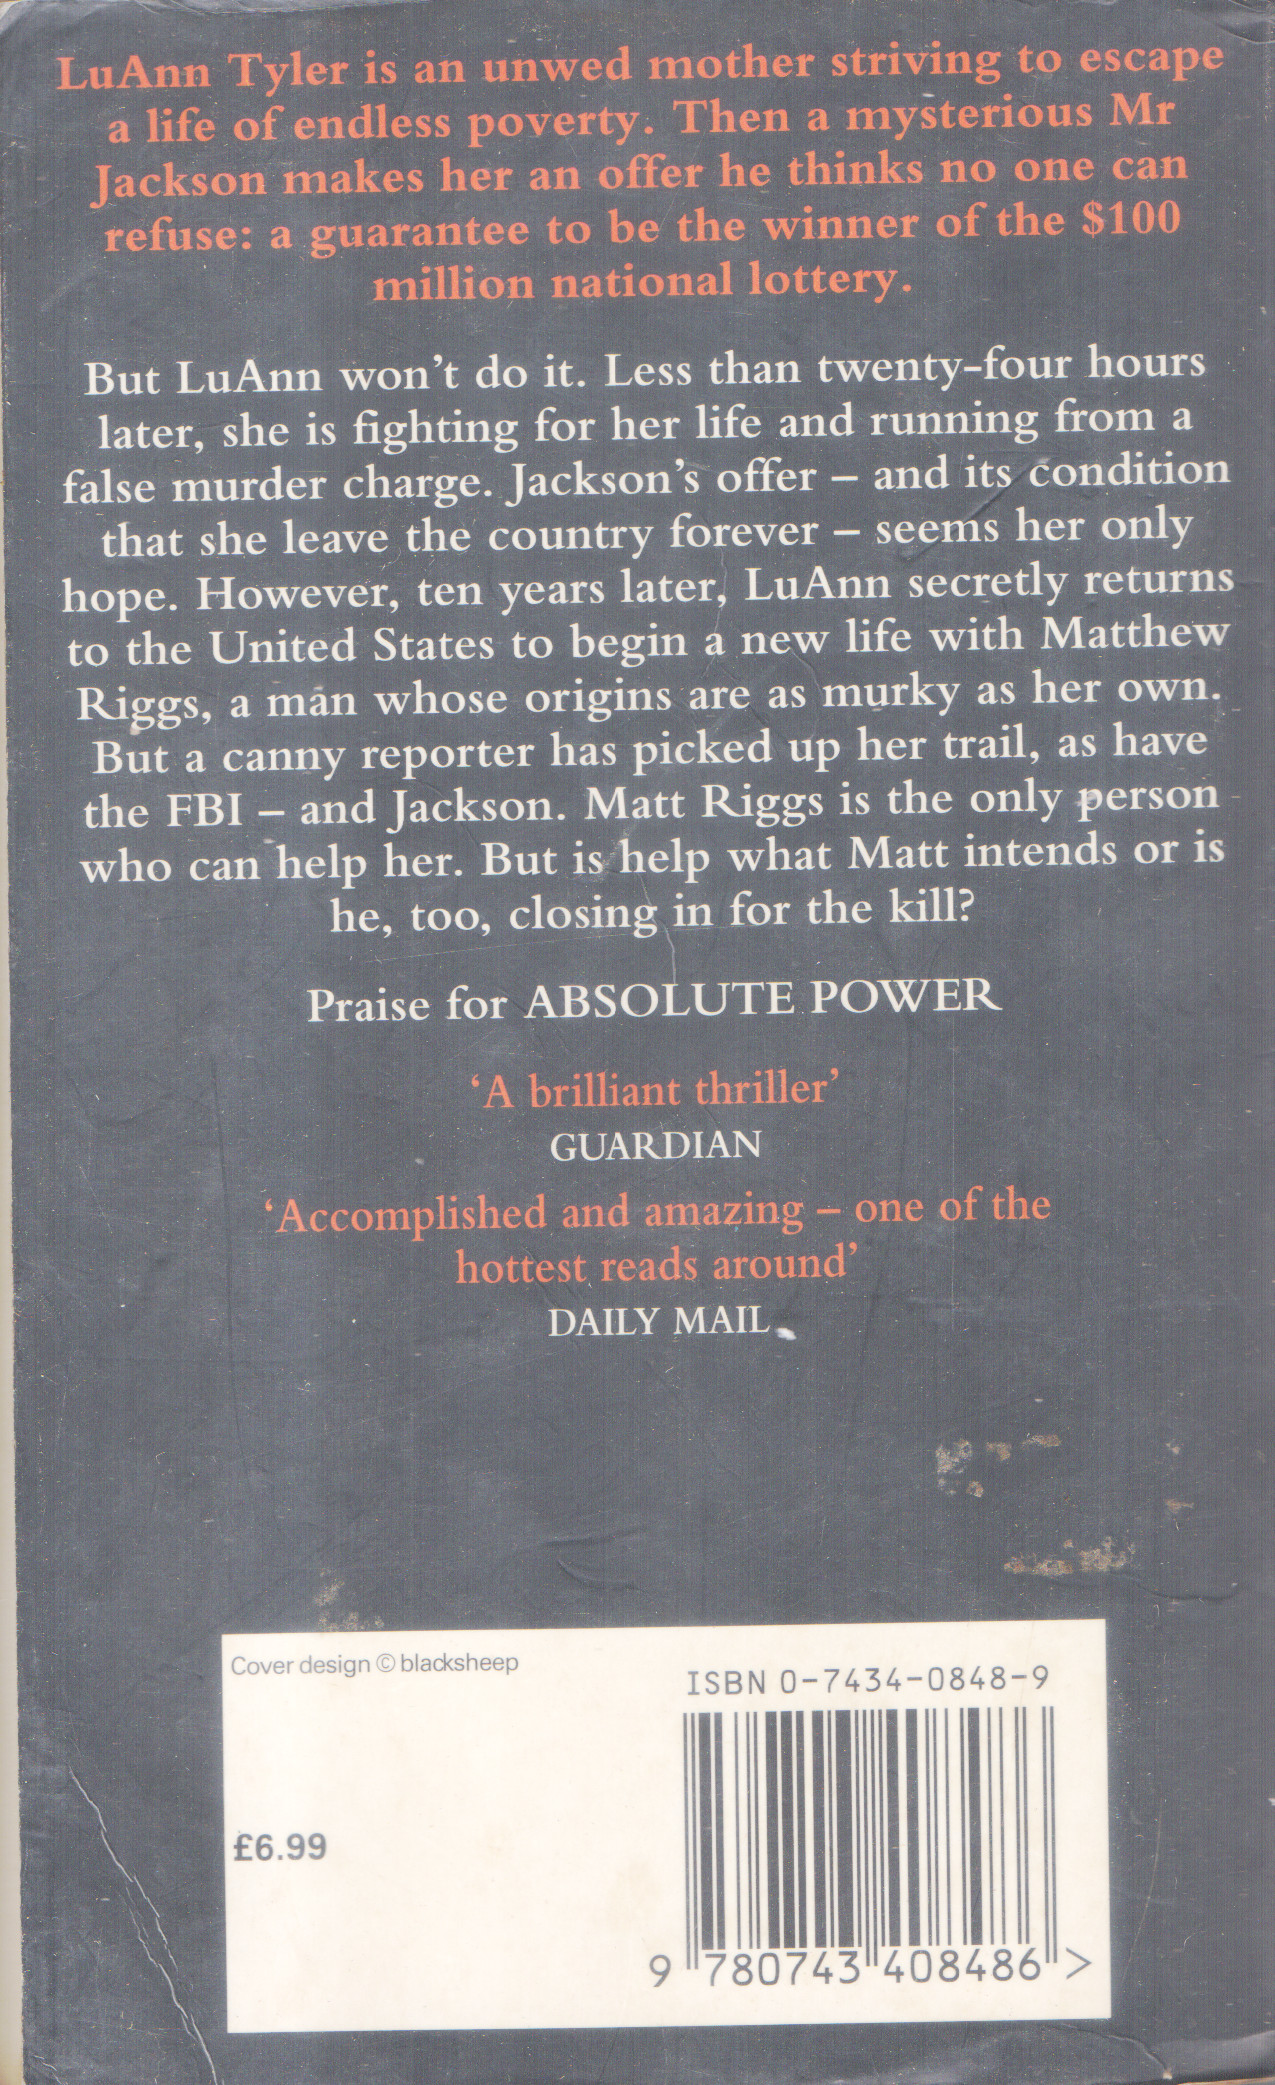 LuAnn Tyler is an unwed mother striving to escape
a life of endless poverty. Then a mysterious Mr
Jackson makes her an offer he thinks no one can
refuse: a guarantee to be the winner of the $100
million national lottery.
But LuAnn won't do it. Less than twenty-four hours
later, she is fighting for her life and running from a
false murder charge. Jackson's offer – and its condition
that she leave the country forever – seems her only
hope. However, ten years later, LuAnn secretly returns
to the United States to begin a new life with Matthew
Riggs, a man whose origins are as murky as her own.
But a canny reporter has picked up her trail, as have
the FBI – and Jackson. Matt Riggs is the only person
who can help her. But is help what Matt intends or is
he, too, closing in for the kill?
Praise for ABSOLUTE POWER
‘A brilliant thriller’
GUARDIAN
‘Accomplished and amazing – one of the
hottest reads around’
DAILY MAIL
Cover design © blacksheep
ISBN 0-7434-0848-9
£6.99
9 780743 408486 >